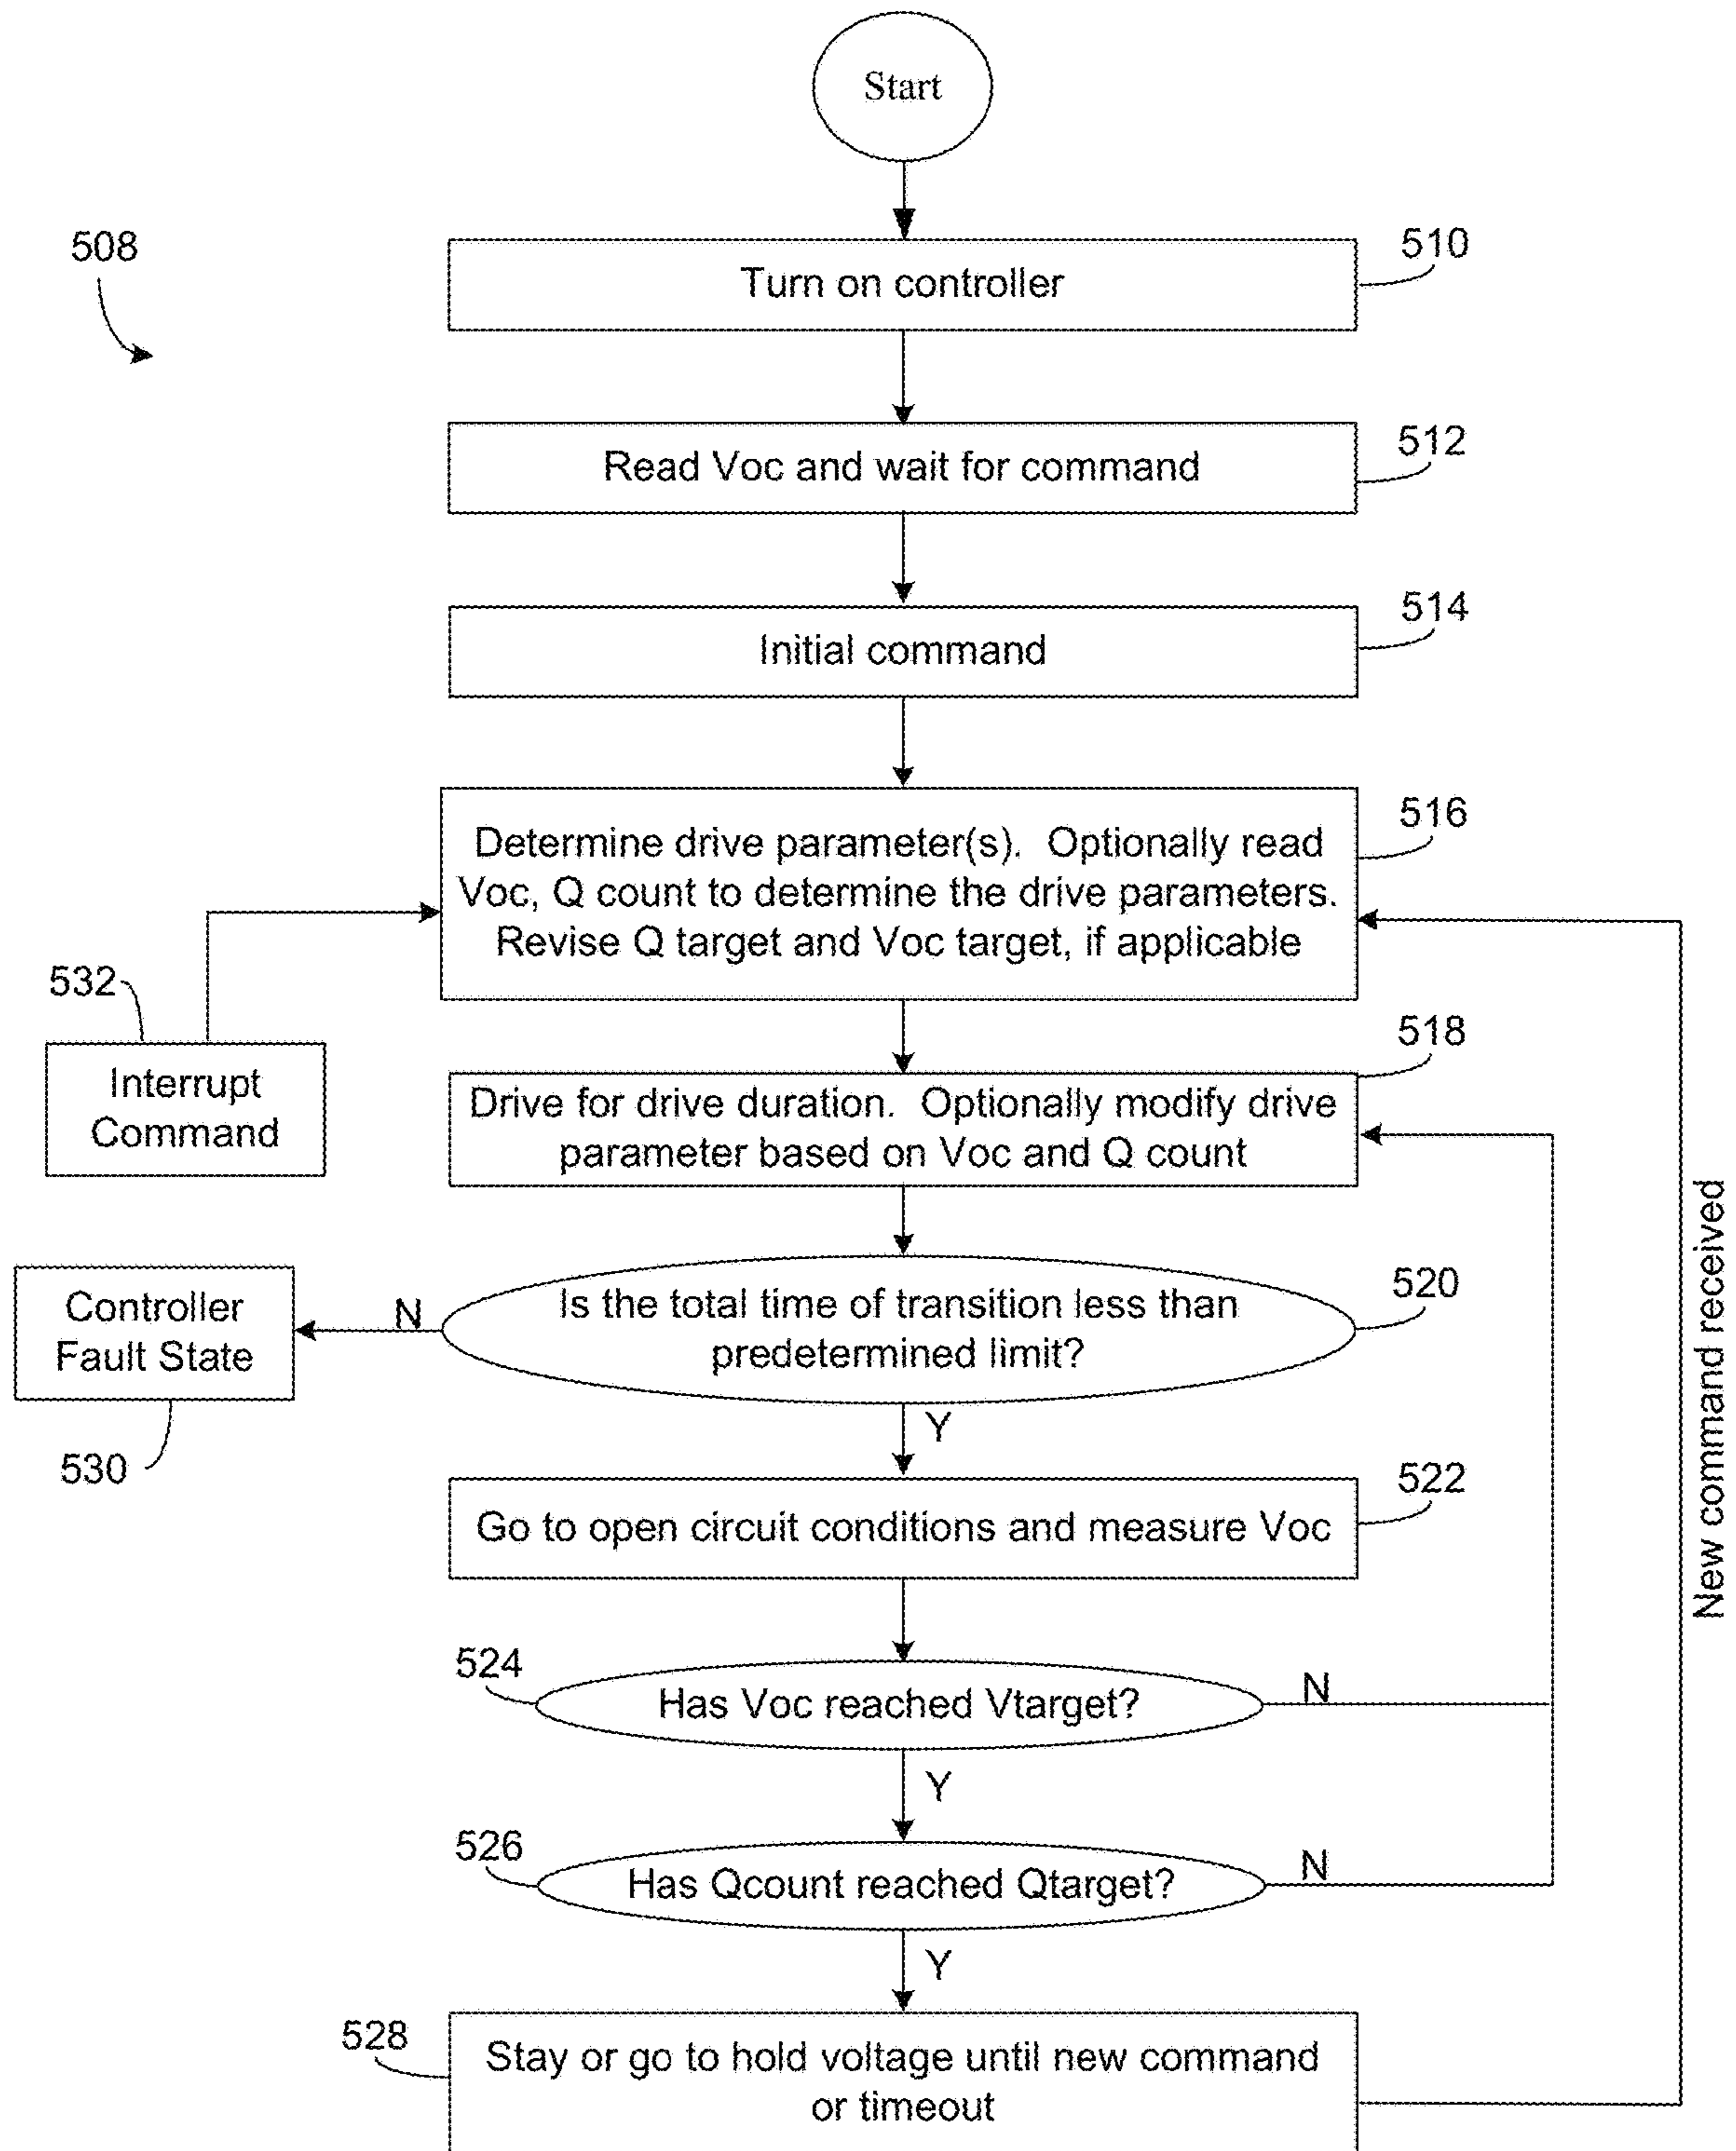 Start
508
510
Turn on controller
512
Read Voc and wait for command
514
Initial command
516
Determine drive parameter(s). Optionally read
Voc, Q count to determine the drive parameters.
Revise Q target and Voc target, if applicable
532
Interrupt
Command
518
Drive for drive duration. Optionally modify drive
parameter based on Voc and Q count
New command received
520
Is the total time of transition less than
predetermined limit?
N
Controller
Fault State
530
Y
522
Go to open circuit conditions and measure Voc
524
Has Voc reached Vtarget?
N
Y
526
Has Qcount reached Qtarget?
N
Y
528
Stay or go to hold voltage until new command
or timeout